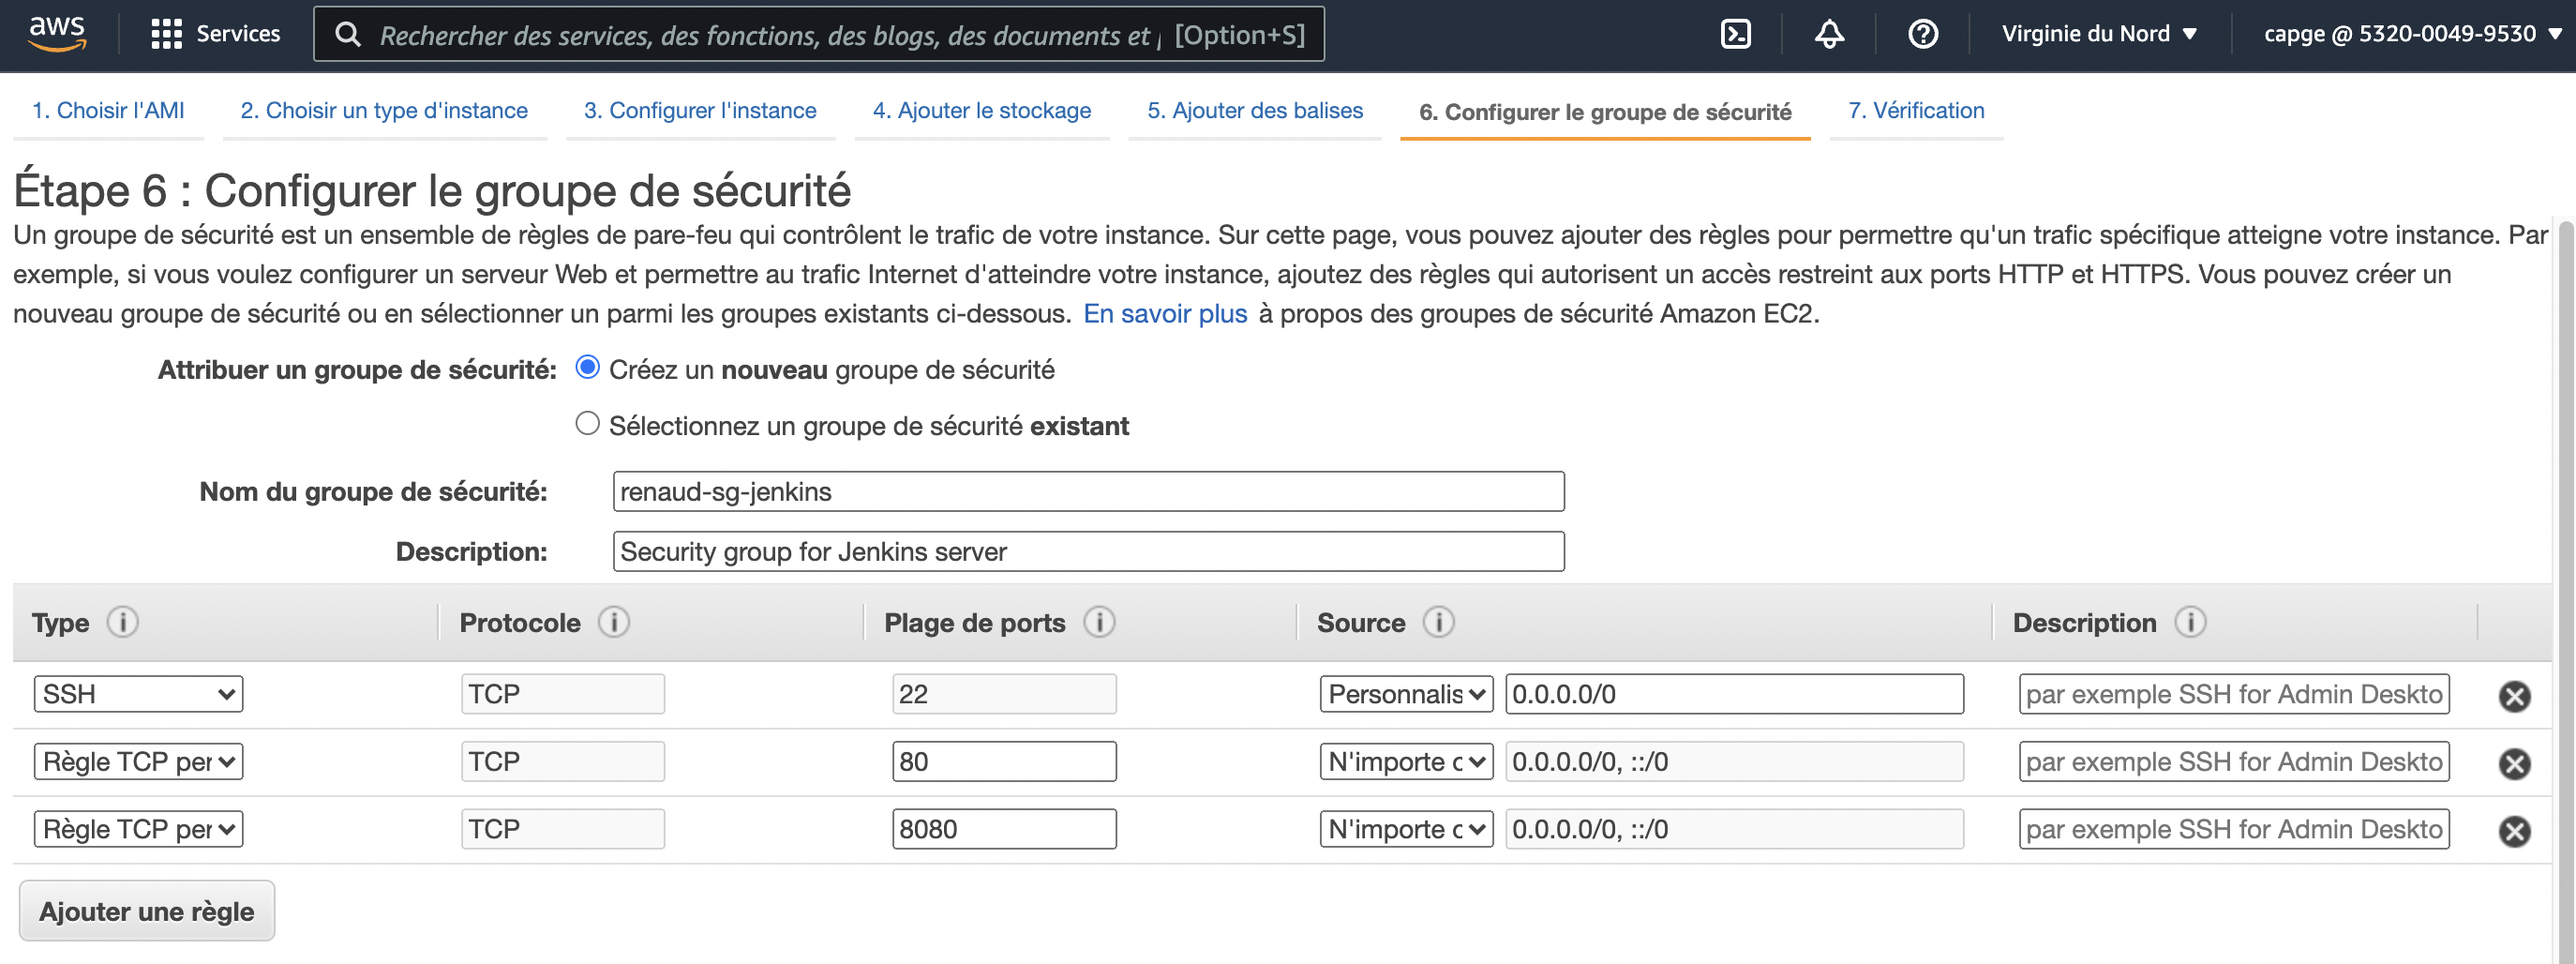 aws Services Rechercher des services, des fonctions, des blogs, des documents et [Option+S] Virginie du Nord capge @ 5320-0049-9530
1. Choisir l'AMI 2. Choisir un type d'instance 3. Configurer l'instance 4. Ajouter le stockage 5. Ajouter des balises 6. Configurer le groupe de sécurité 7. Vérification
Étape 6 : Configurer le groupe de sécurité
Un groupe de sécurité est un ensemble de règles de pare-feu qui contrôlent le trafic de votre instance. Sur cette page, vous pouvez ajouter des règles pour permettre qu'un trafic spécifique atteigne votre instance. Par
exemple, si vous voulez configurer un serveur Web et permettre au trafic Internet d'atteindre votre instance, ajoutez des règles qui autorisent un accès restreint aux ports HTTP et HTTPS. Vous pouvez créer un
nouveau groupe de sécurité ou en sélectionner un parmi les groupes existants ci-dessous. En savoir plus à propos des groupes de sécurité Amazon EC2.
Attribuer un groupe de sécurité: Créez un nouveau groupe de sécurité
Sélectionnez un groupe de sécurité existant
Nom du groupe de sécurité: renaud-sg-jenkins
Description: Security group for Jenkins server
Type Protocole Plage de ports Source Description
SSH TCP 22 Personnalis 0.0.0.0/0 par exemple SSH for Admin Deskto
Règle TCP per TCP 80 N'importe c 0.0.0.0/0, ::/0 par exemple SSH for Admin Deskto
Règle TCP per TCP 8080 N'importe c 0.0.0.0/0, ::/0 par exemple SSH for Admin Deskto
Ajouter une règle